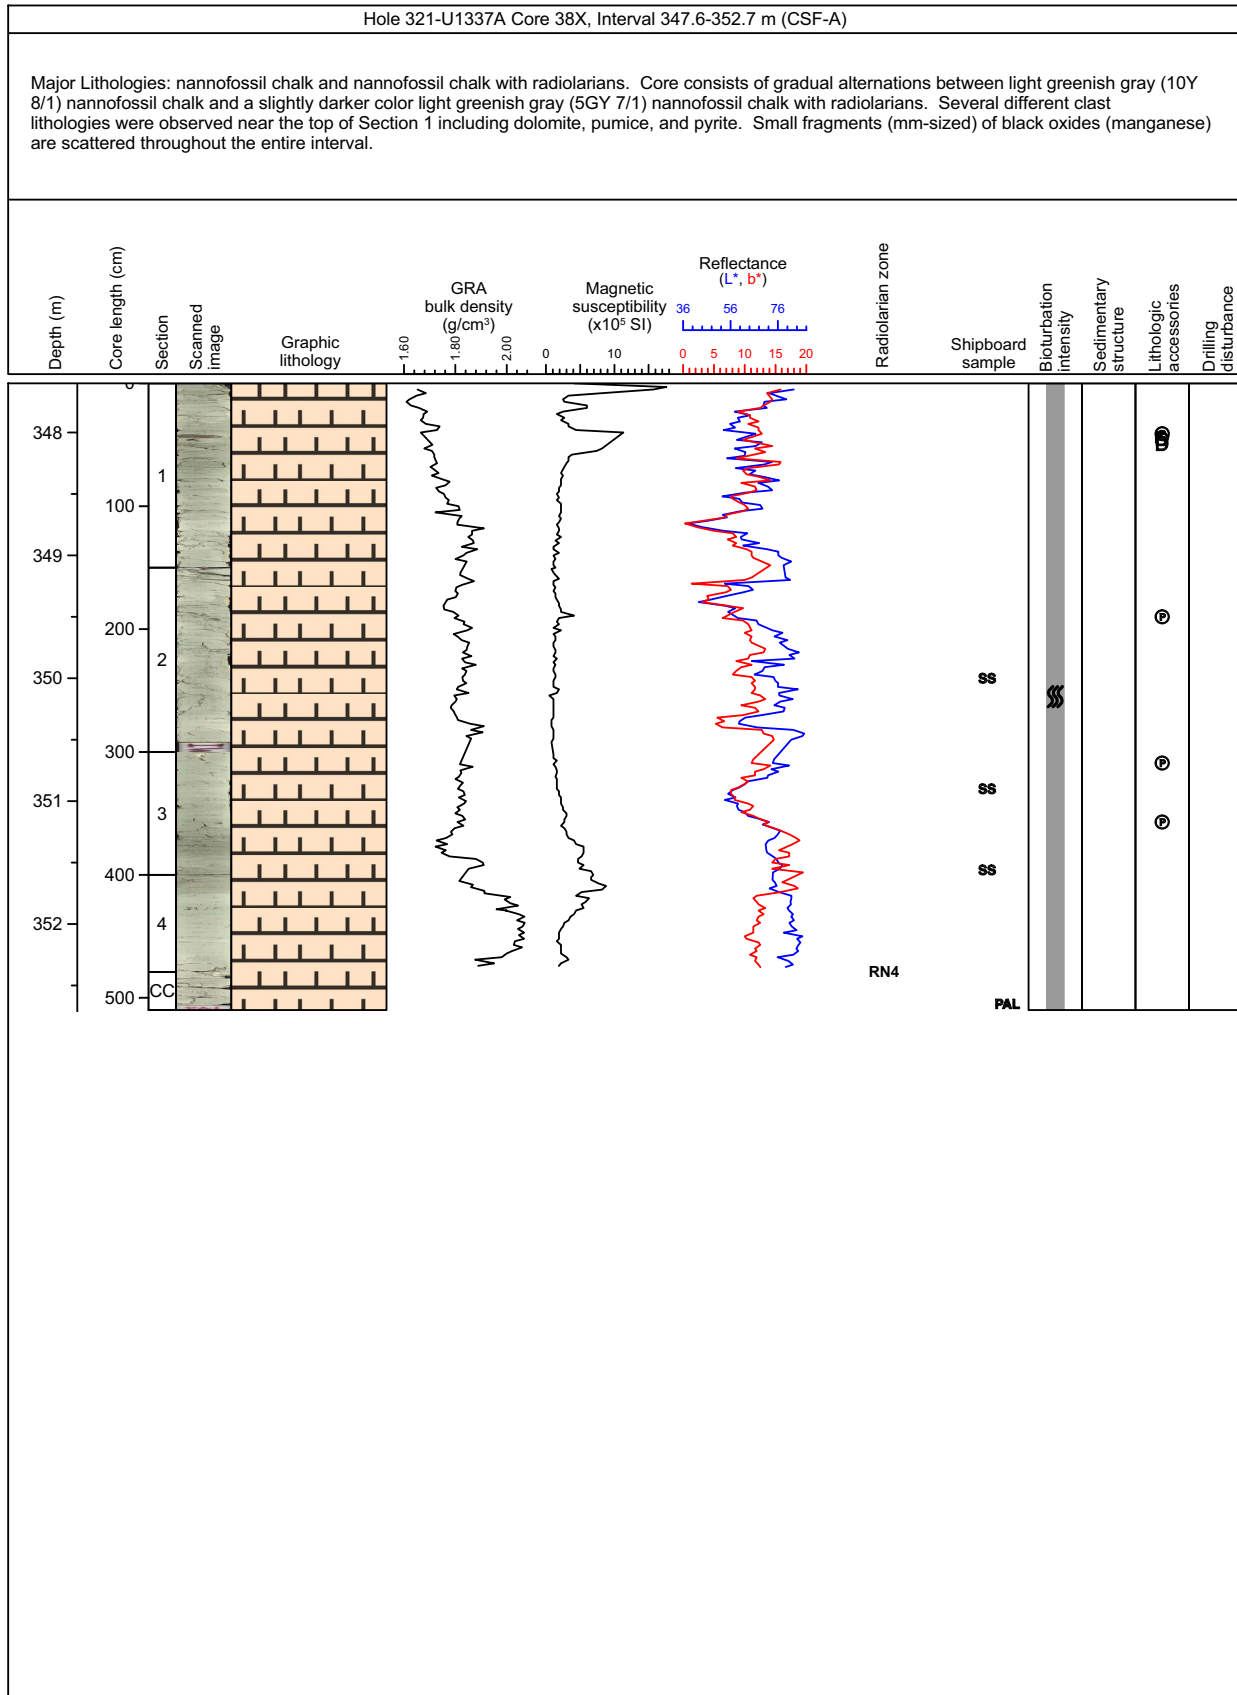 Hole 321-U1337A Core 38X, Interval 347.6-352.7 m (CSF-A)
Major Lithologies: nannofossil chalk and nannofossil chalk with radiolarians.  Core consists of gradual alternations between light greenish gray (10Y
8/1) nannofossil chalk and a slightly darker color light greenish gray (5GY 7/1) nannofossil chalk with radiolarians.  Several different clast
lithologies were observed near the top of Section 1 including dolomite, pumice, and pyrite.  Small fragments (mm-sized) of black oxides (manganese)
are scattered throughout the entire interval.
Depth (m)
Core length (cm)
Section
Scanned
image
Graphic
lithology
GRA
bulk density
(g/cm³)
1.60
1.80
2.00
Magnetic
susceptibility
(x10⁵ SI)
0 10
Reflectance
(L*, b*)
36 56 76
0 5 10 15 20
Radiolarian zone
Shipboard
sample
Bioturbation
intensity
Sedimentary
structure
Lithologic
accessories
Drilling
disturbance
0
348
1
100
349
200
P
2
350
SS
300
P
SS
351
3
P
400
SS
352
4
RN4
CC
500
PAL